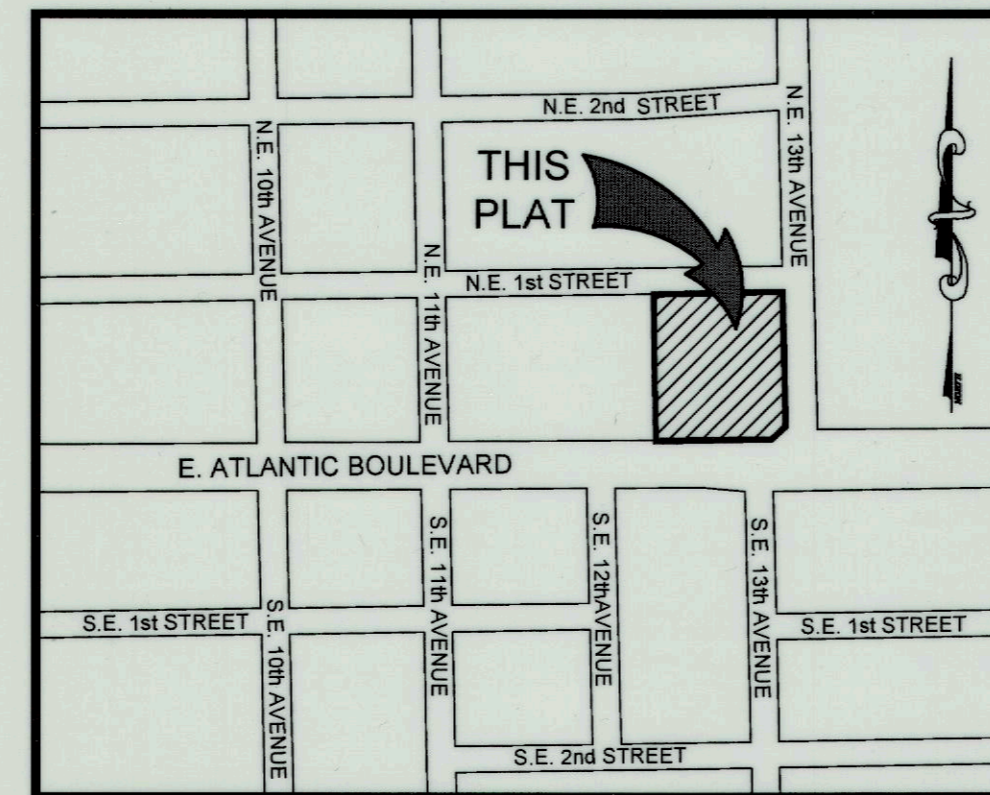 N.E. 2nd STREET
N.E. 13th AVENUE
N.E. 10th AVENUE
THIS
PLAT
N.E. 11th AVENUE
N.E. 1st STREET
E. ATLANTIC BOULEVARD
S.E. 11th AVENUE
S.E. 12thAVENUE
S.E. 13th AVENUE
S.E. 1st STREET
S.E. 10th AVENUE
S.E. 1st STREET
S.E. 2nd STREET